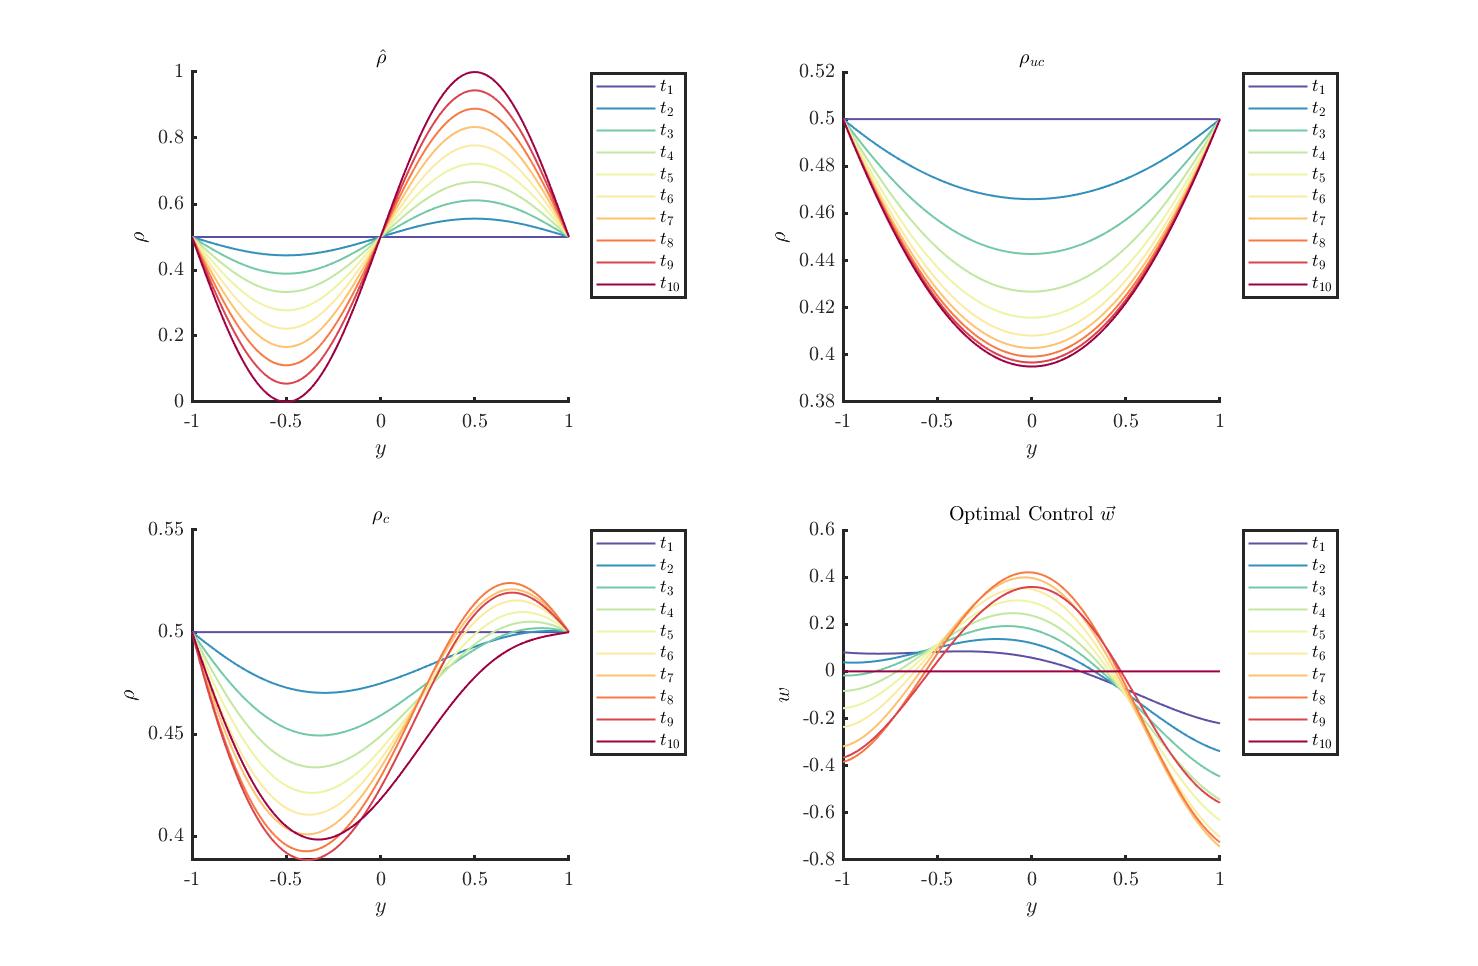 ρ̂
ρ
1
0.8
0.6
0.4
0.2
0
-1 -0.5 0 0.5 1
y
t₁
t₂
t₃
t₄
t₅
t₆
t₇
t₈
t₉
t₁₀
ρ_uc
ρ
0.52
0.5
0.48
0.46
0.44
0.42
0.4
0.38
-1 -0.5 0 0.5 1
y
t₁
t₂
t₃
t₄
t₅
t₆
t₇
t₈
t₉
t₁₀
ρ_c
ρ
0.55
0.5
0.45
0.4
-1 -0.5 0 0.5 1
y
t₁
t₂
t₃
t₄
t₅
t₆
t₇
t₈
t₉
t₁₀
Optimal Control w⃗
w
0.6
0.4
0.2
0
-0.2
-0.4
-0.6
-0.8
-1 -0.5 0 0.5 1
y
t₁
t₂
t₃
t₄
t₅
t₆
t₇
t₈
t₉
t₁₀